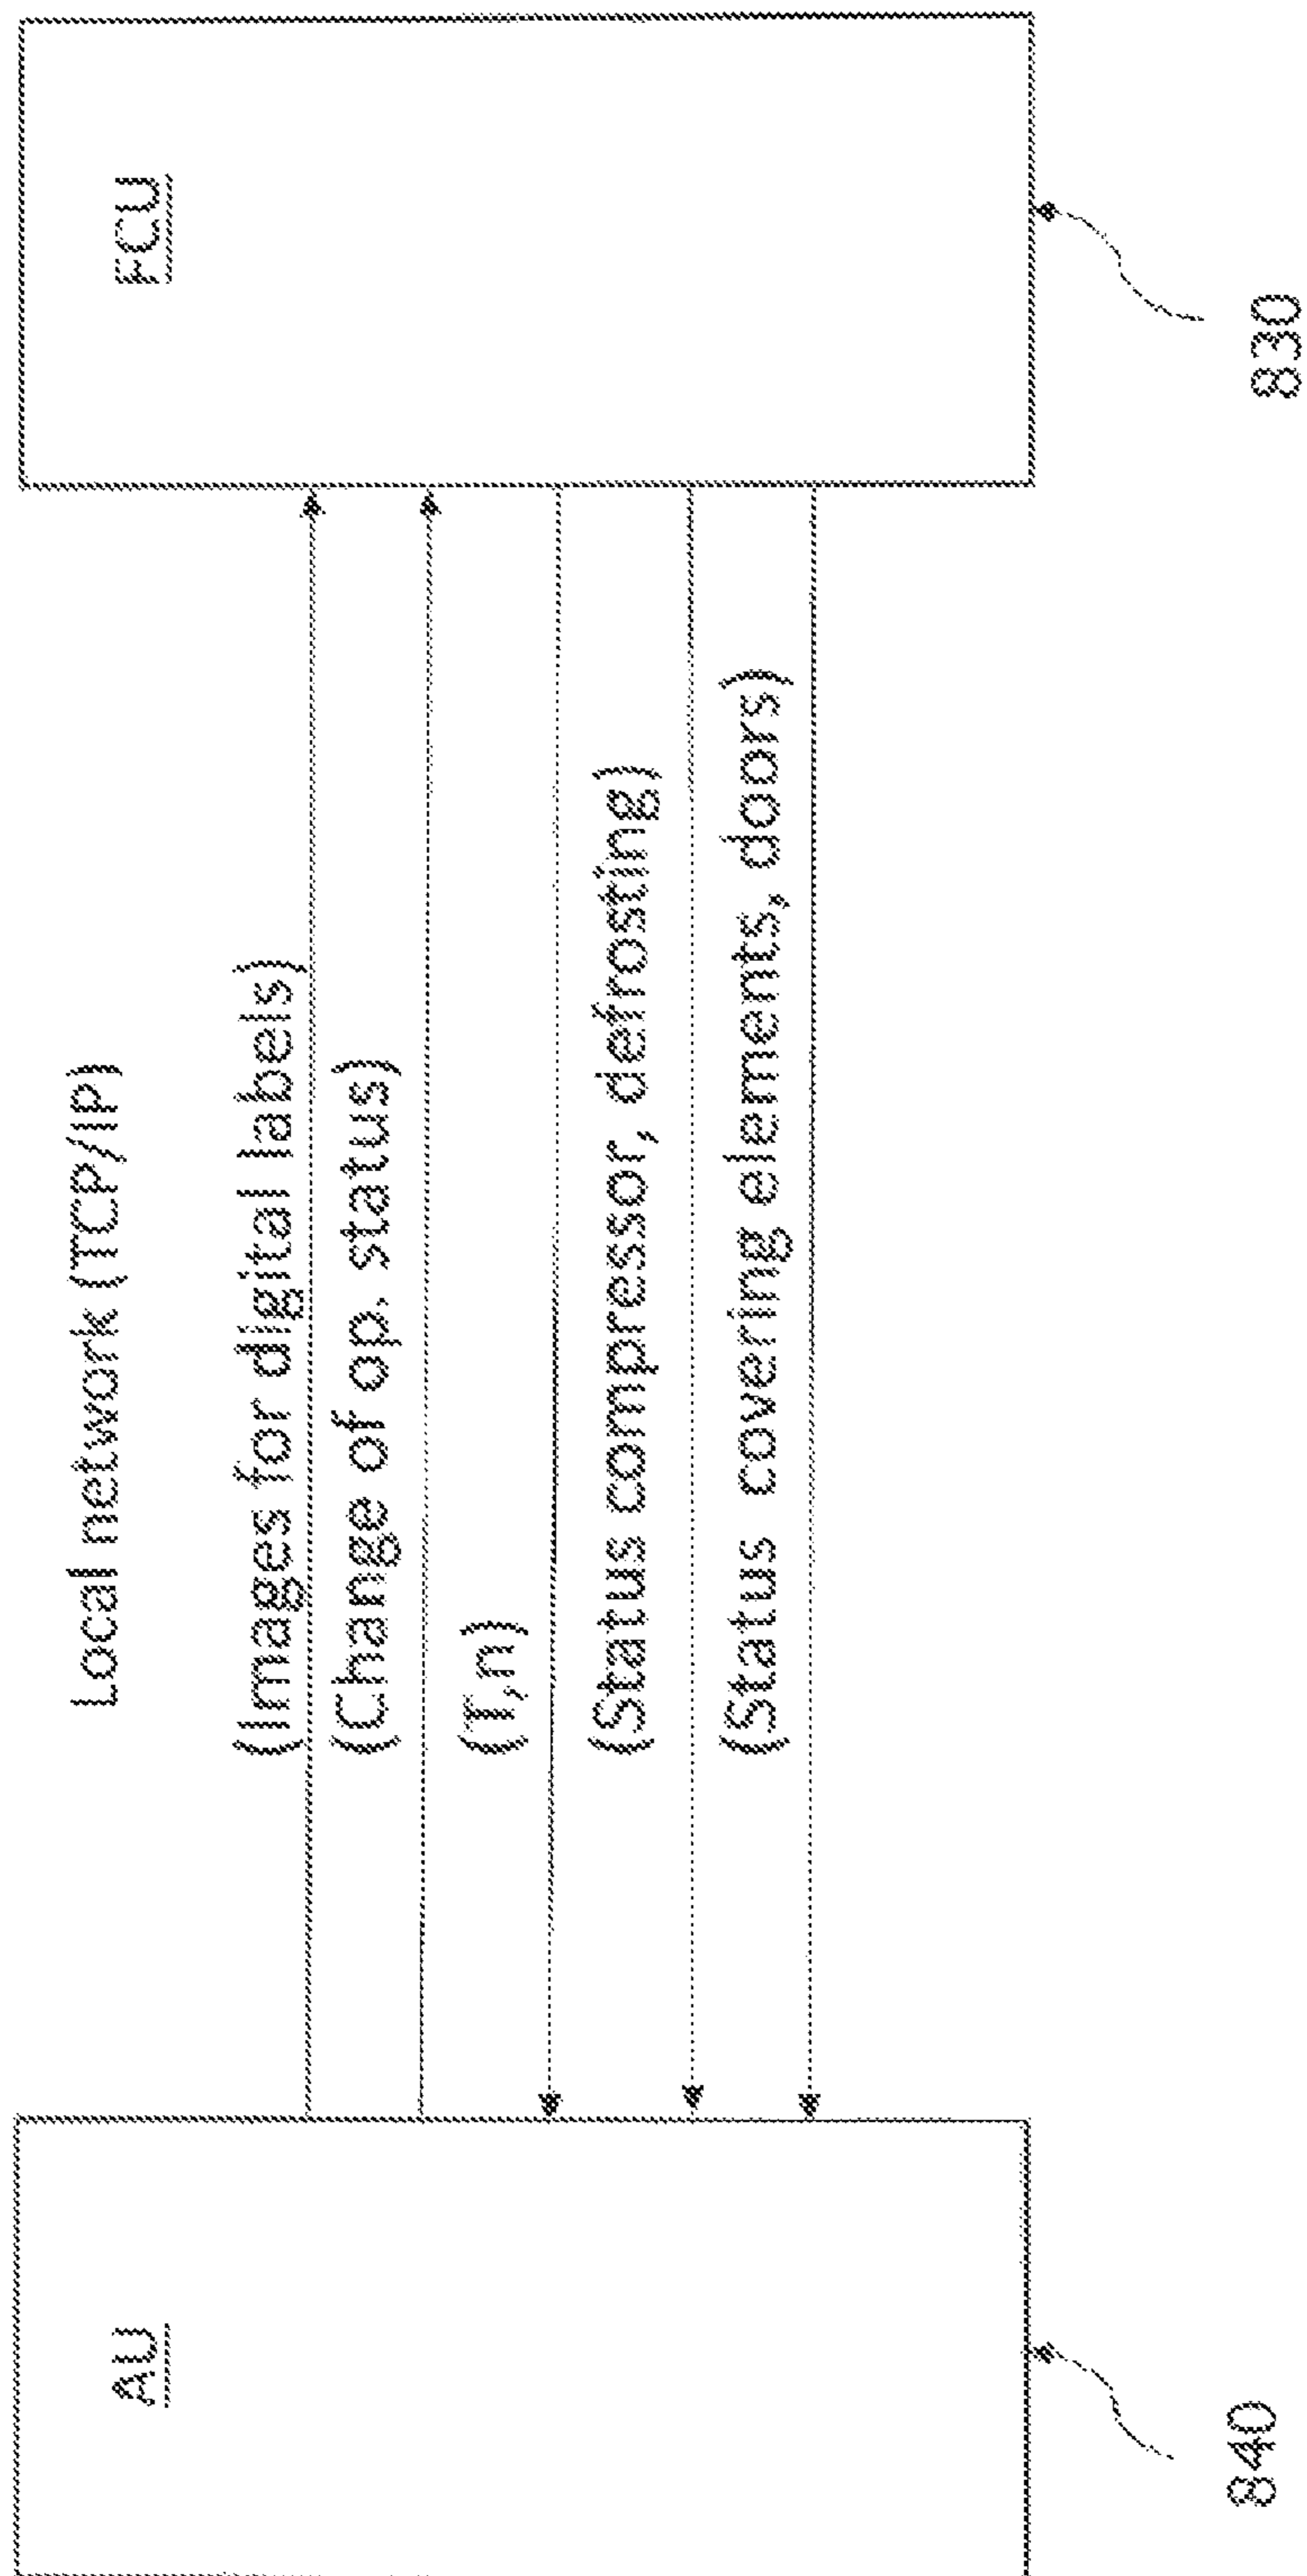 Local network (TCP/IP)
AU
FCU
(Images for digital labels)
(Change of op. status)
(T,n)
(Status compressor, defrosting)
(Status covering elements, doors)
840
830